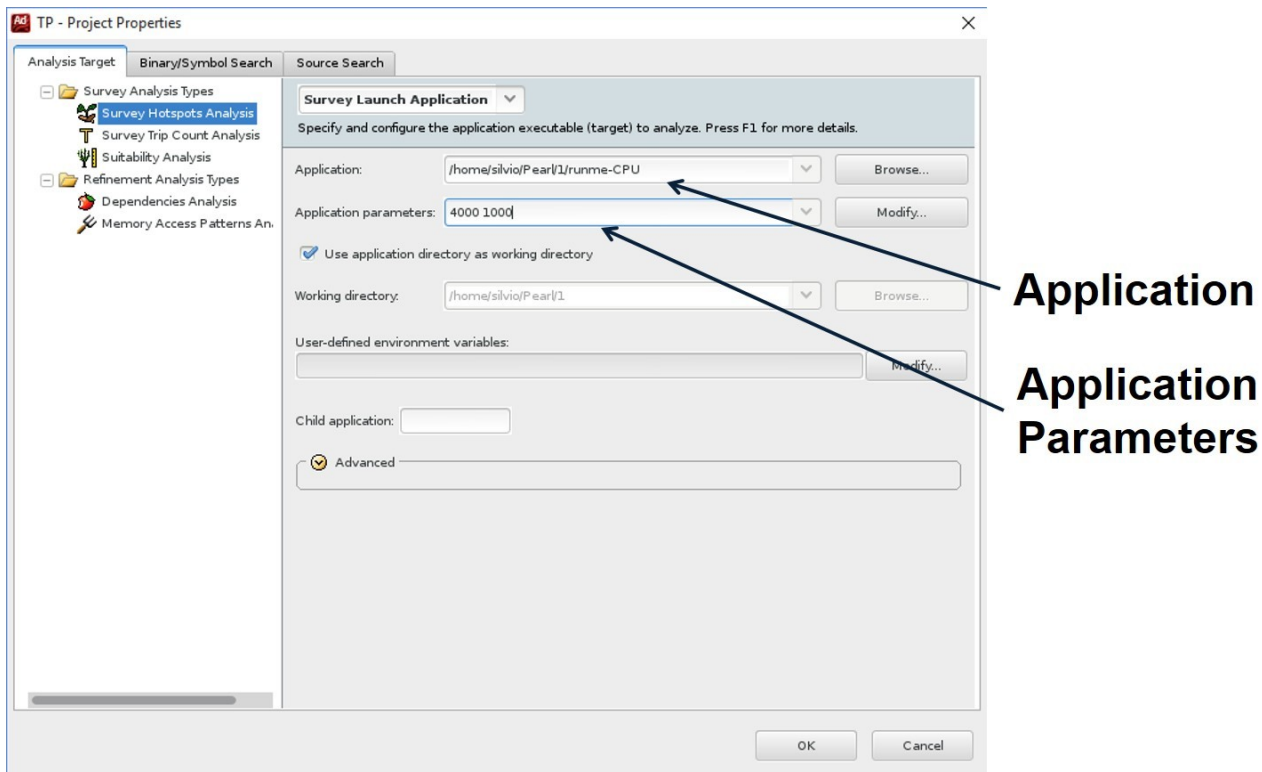 Ad TP - Project Properties
Analysis Target Binary/Symbol Search Source Search
Survey Analysis Types
Survey Hotspots Analysis
Survey Trip Count Analysis
Suitability Analysis
Refinement Analysis Types
Dependencies Analysis
Memory Access Patterns An
Survey Launch Application
Specify and configure the application executable (target) to analyze. Press F1 for more details.
Application: /home/silvio/Pearl/1/runme-CPU Browse...
Application parameters: 4000 1000 Modify...
Use application directory as working directory
Working directory: /home/silvio/Pearl/1 Browse...
User-defined environment variables:
Modify...
Child application:
Advanced
OK Cancel
Application
Application
Parameters